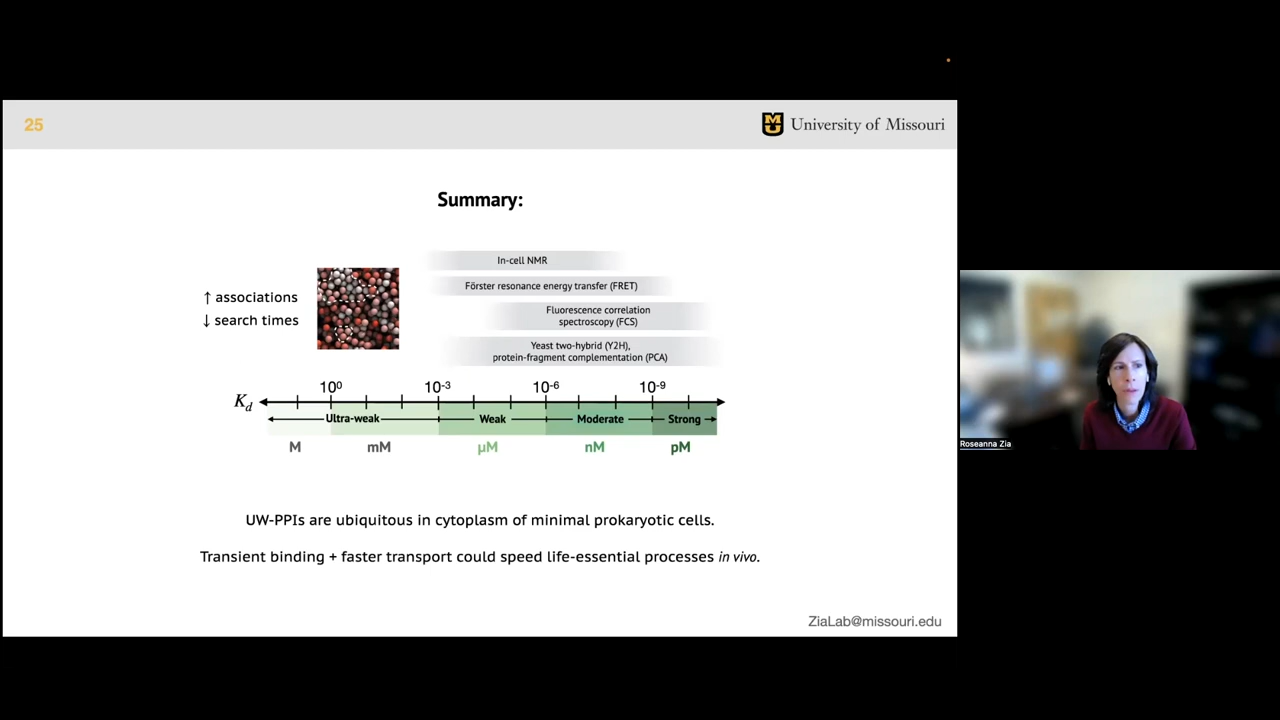 25
University of Missouri
Summary:
In-cell NMR
↑ associations
Förster resonance energy transfer (FRET)
↓ search times
Fluorescence correlation
spectroscopy (FCS)
Yeast two-hybrid (Y2H),
protein-fragment complementation (PCA)
10⁰ 10⁻³ 10⁻⁶ 10⁻⁹
K_d
Ultra-weak Weak Moderate Strong
M mM µM nM pM
UW-PPIs are ubiquitous in cytoplasm of minimal prokaryotic cells.
Transient binding + faster transport could speed life-essential processes in vivo.
ZiaLab@missouri.edu
Roseanna Zia